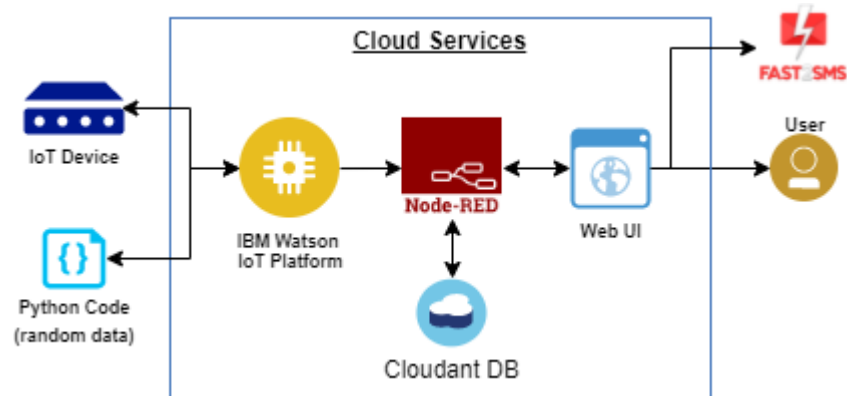 Cloud Services
FAST2SMS
IoT Device
User
Node-RED
IBM Watson
IoT Platform
Web UI
Python Code
(random data)
Cloudant DB